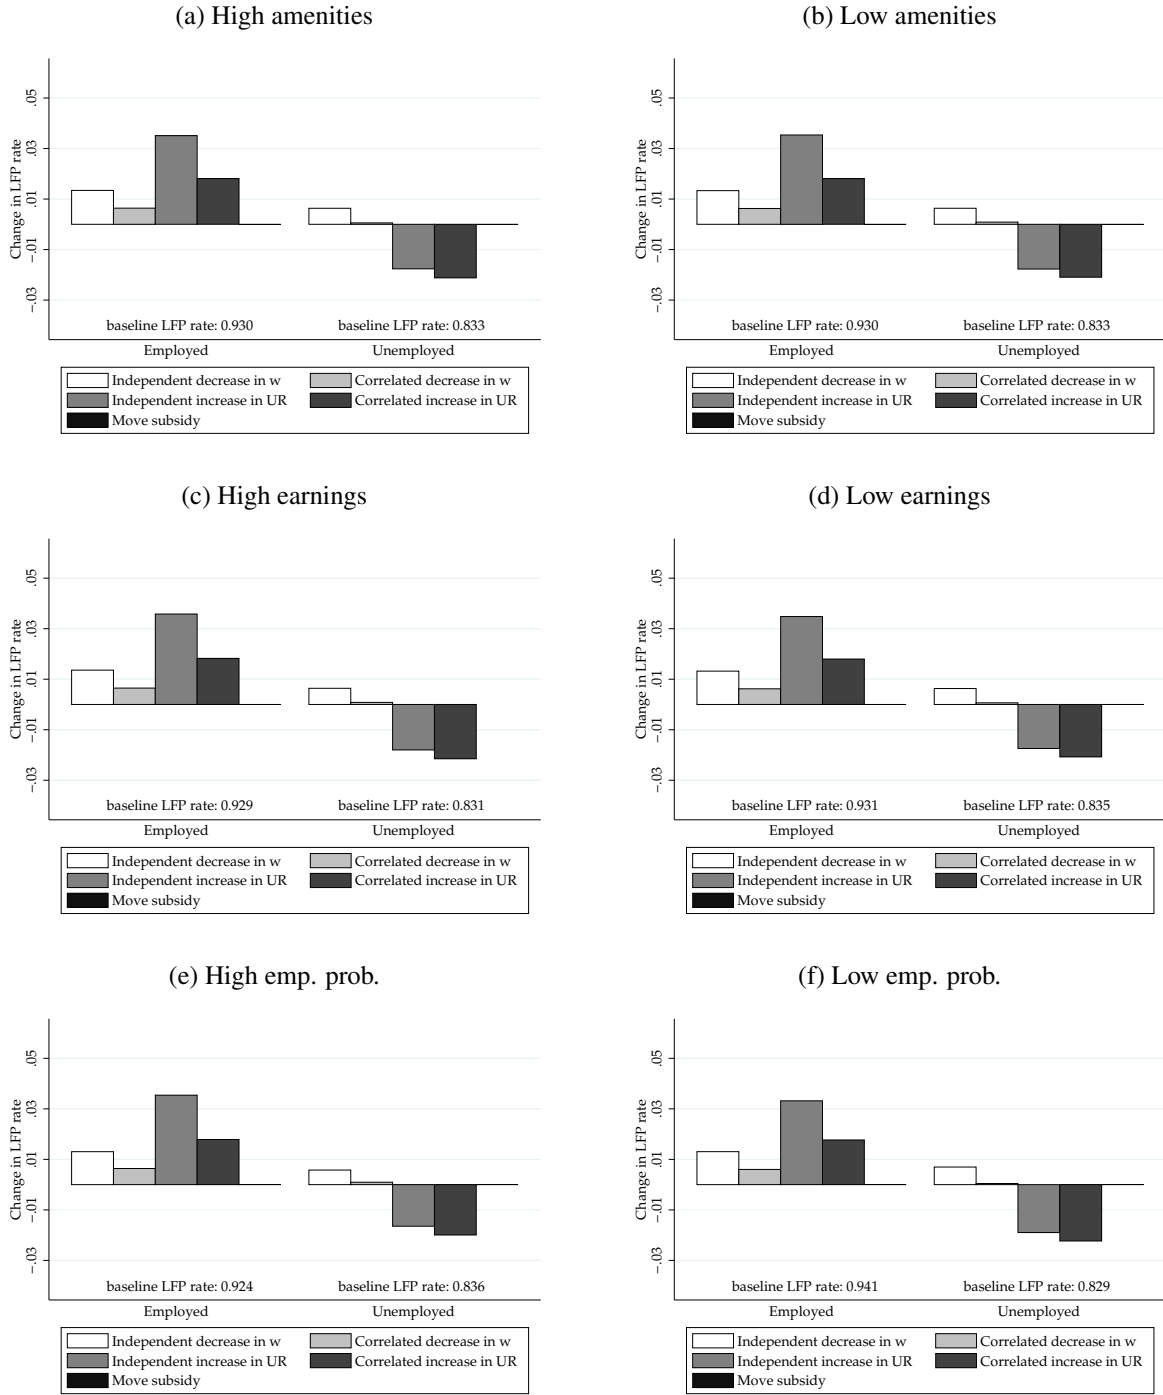 (a) High amenities
Change in LFP rate
.05
.03
.01
−.01
−.03
baseline LFP rate: 0.930
baseline LFP rate: 0.833
Employed
Unemployed
Independent decrease in w
Correlated decrease in w
Independent increase in UR
Correlated increase in UR
Move subsidy
(b) Low amenities
Change in LFP rate
.05
.03
.01
−.01
−.03
baseline LFP rate: 0.930
baseline LFP rate: 0.833
Employed
Unemployed
Independent decrease in w
Correlated decrease in w
Independent increase in UR
Correlated increase in UR
Move subsidy
(c) High earnings
Change in LFP rate
.05
.03
.01
−.01
−.03
baseline LFP rate: 0.929
baseline LFP rate: 0.831
Employed
Unemployed
Independent decrease in w
Correlated decrease in w
Independent increase in UR
Correlated increase in UR
Move subsidy
(d) Low earnings
Change in LFP rate
.05
.03
.01
−.01
−.03
baseline LFP rate: 0.931
baseline LFP rate: 0.835
Employed
Unemployed
Independent decrease in w
Correlated decrease in w
Independent increase in UR
Correlated increase in UR
Move subsidy
(e) High emp. prob.
Change in LFP rate
.05
.03
.01
−.01
−.03
baseline LFP rate: 0.924
baseline LFP rate: 0.836
Employed
Unemployed
Independent decrease in w
Correlated decrease in w
Independent increase in UR
Correlated increase in UR
Move subsidy
(f) Low emp. prob.
Change in LFP rate
.05
.03
.01
−.01
−.03
baseline LFP rate: 0.941
baseline LFP rate: 0.829
Employed
Unemployed
Independent decrease in w
Correlated decrease in w
Independent increase in UR
Correlated increase in UR
Move subsidy